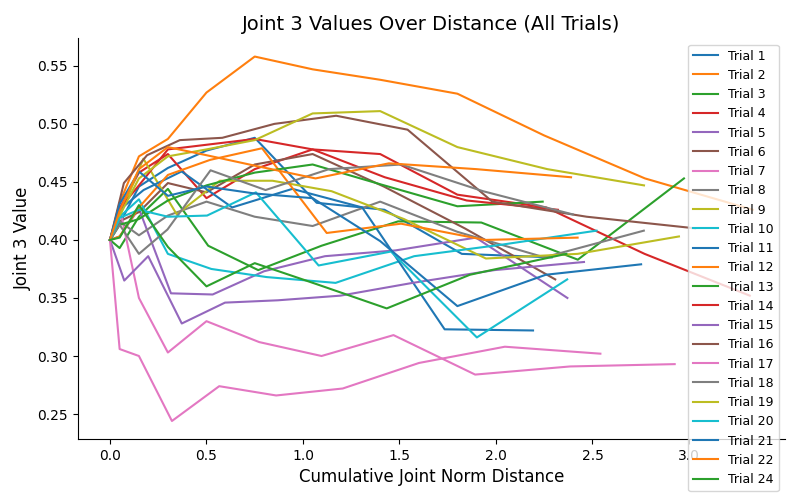 Joint 3 Values Over Distance (All Trials)
Joint 3 Value
0.55
0.50
0.45
0.40
0.35
0.30
0.25
0.0 0.5 1.0 1.5 2.0 2.5 3.0
Cumulative Joint Norm Distance
Trial 1
Trial 2
Trial 3
Trial 4
Trial 5
Trial 6
Trial 7
Trial 8
Trial 9
Trial 10
Trial 11
Trial 12
Trial 13
Trial 14
Trial 15
Trial 16
Trial 17
Trial 18
Trial 19
Trial 20
Trial 21
Trial 22
Trial 24